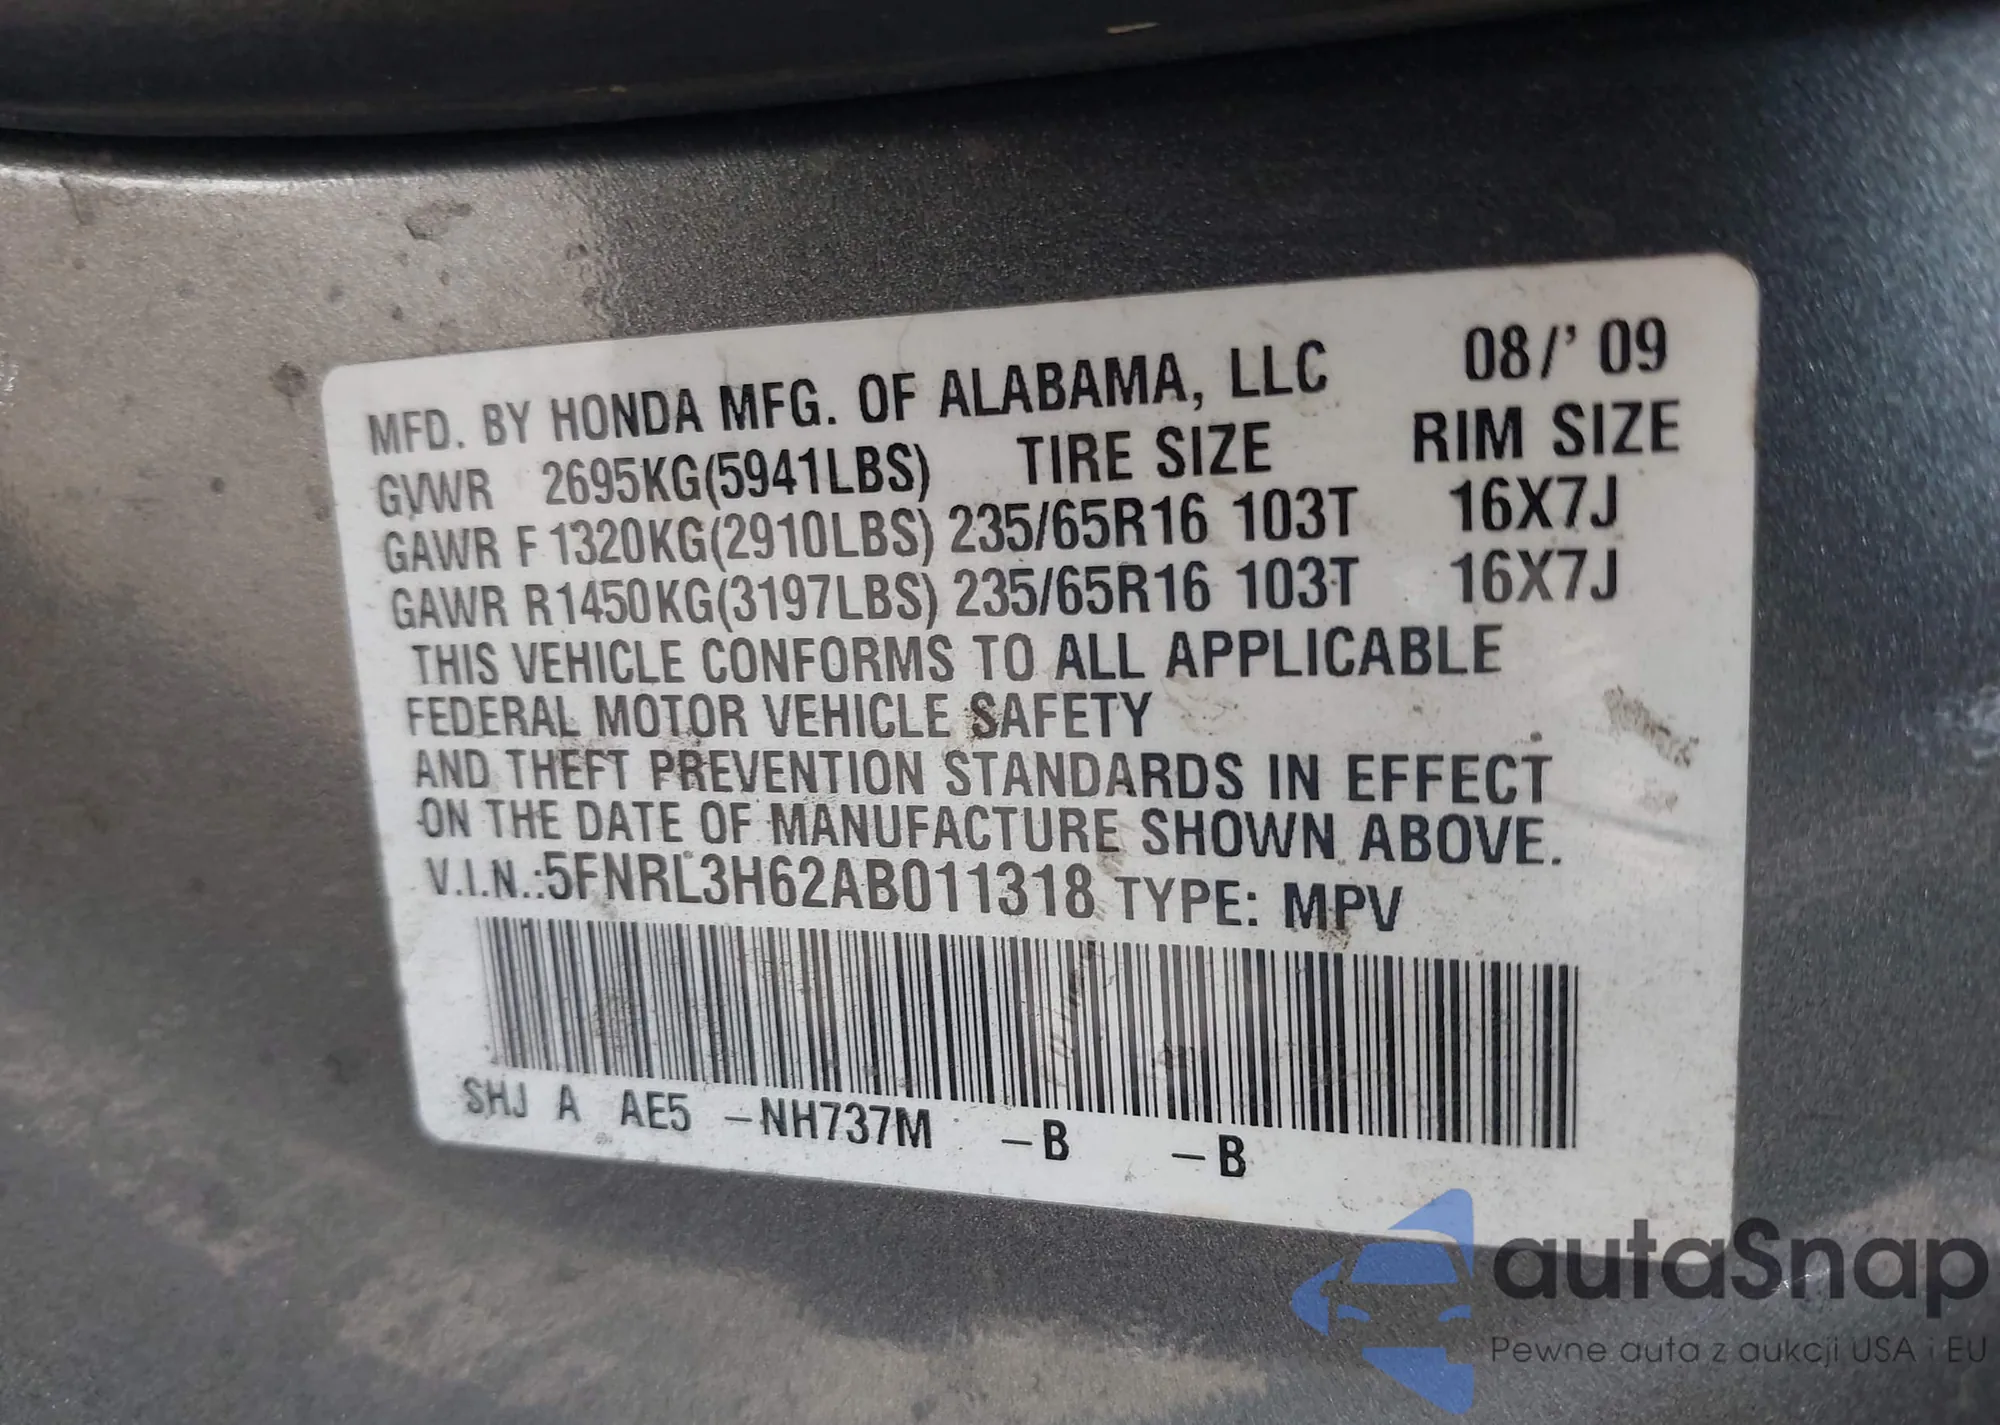 MFD. BY HONDA MFG. OF ALABAMA, LLC 08/' 09
GVWR 2695KG(5941LBS) TIRE SIZE RIM SIZE
GAWR F 1320KG(2910LBS) 235/65R16 103T 16X7J
GAWR R1450KG(3197LBS) 235/65R16 103T 16X7J
THIS VEHICLE CONFORMS TO ALL APPLICABLE
FEDERAL MOTOR VEHICLE SAFETY
AND THEFT PREVENTION STANDARDS IN EFFECT
ON THE DATE OF MANUFACTURE SHOWN ABOVE.
V.I.N.:5FNRL3H62AB011318 TYPE: MPV
SHJ A AE5 –NH737M –B –B
autaSnap
Pewne auta z aukcji USA i EU